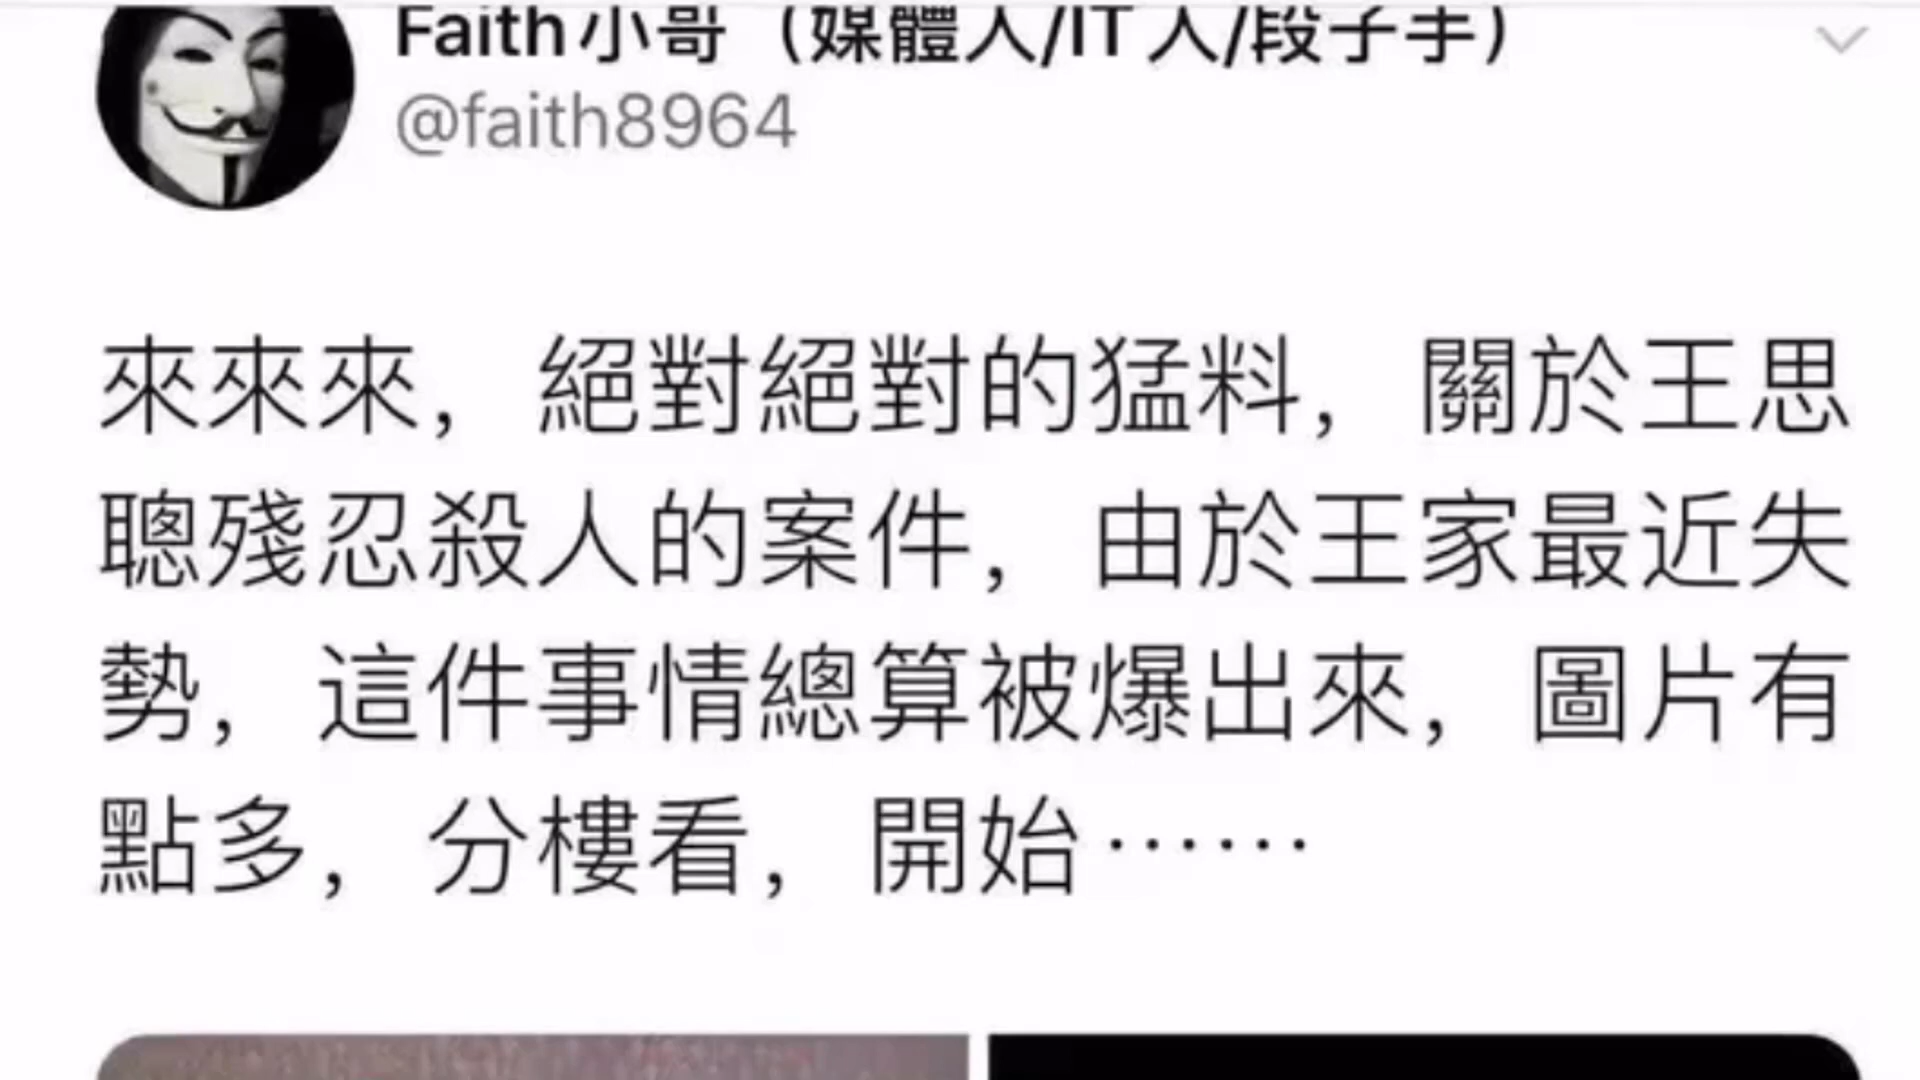 Faith小哥（媒體人/IT人/段子手）
@faith8964
來來來，絕對絕對的猛料，關於王思
聰殘忍殺人的案件，由於王家最近失
勢，這件事情總算被爆出來，圖片有
點多，分樓看，開始⋯⋯